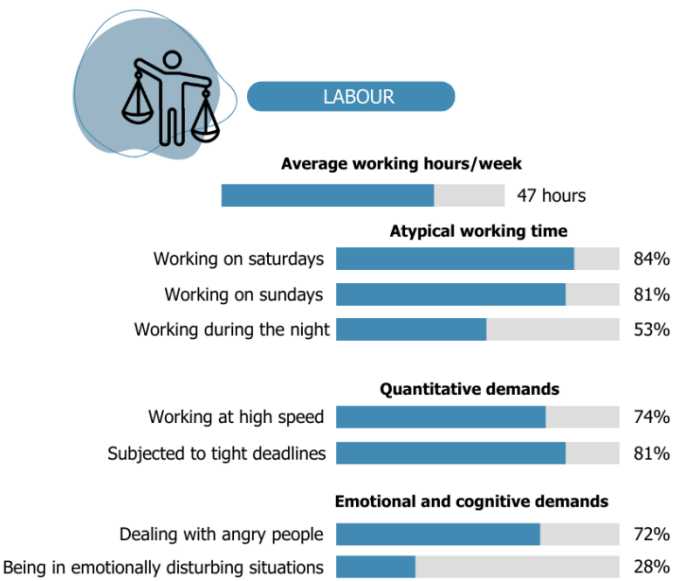 LABOUR
Average working hours/week
47 hours
Atypical working time
Working on saturdays 84%
Working on sundays 81%
Working during the night 53%
Quantitative demands
Working at high speed 74%
Subjected to tight deadlines 81%
Emotional and cognitive demands
Dealing with angry people 72%
Being in emotionally disturbing situations 28%